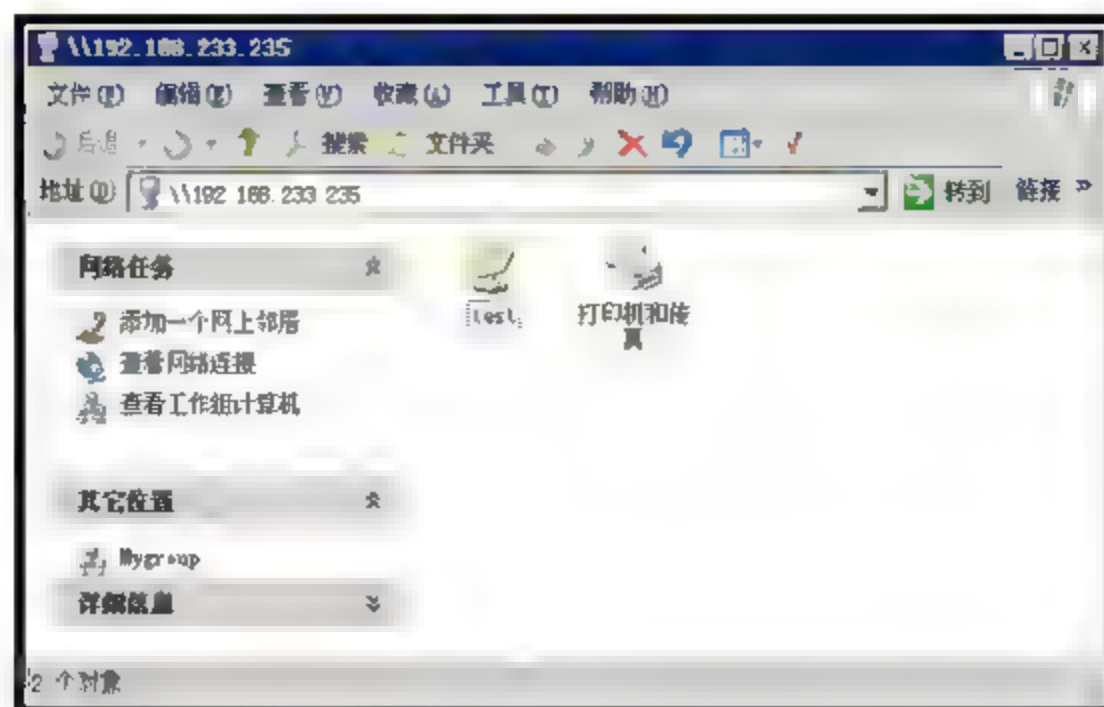 \\192.168.233.235
文件(F) 编辑(E) 查看(V) 收藏(A) 工具(T) 帮助(H)
后退 搜索 文件夹
地址(D) \\192.168.233.235 转到 链接 »
网络任务
添加一个网上邻居
查看网络连接
查看工作组计算机
其它位置
Mygroup
详细信息
test
打印机和传
真
2 个对象